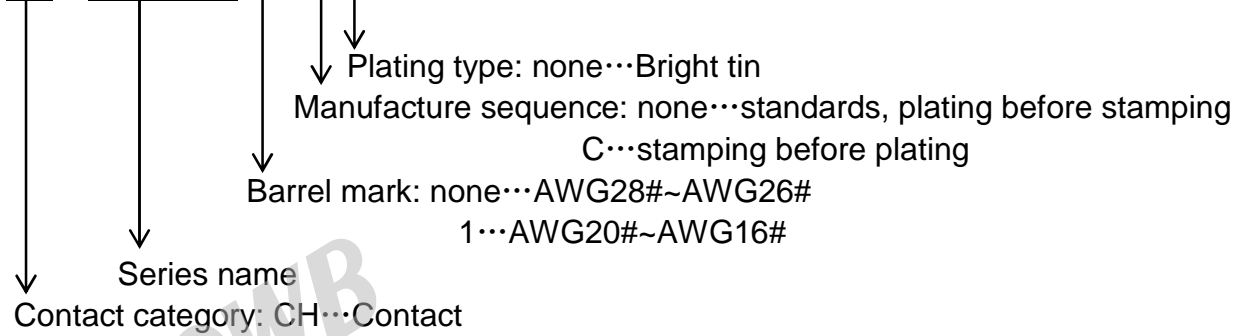 Plating type: none⋯Bright tin
Manufacture sequence: none⋯standards, plating before stamping
C⋯stamping before plating
Barrel mark: none⋯AWG28#~AWG26#
1⋯AWG20#~AWG16#
Series name
Contact category: CH⋯Contact